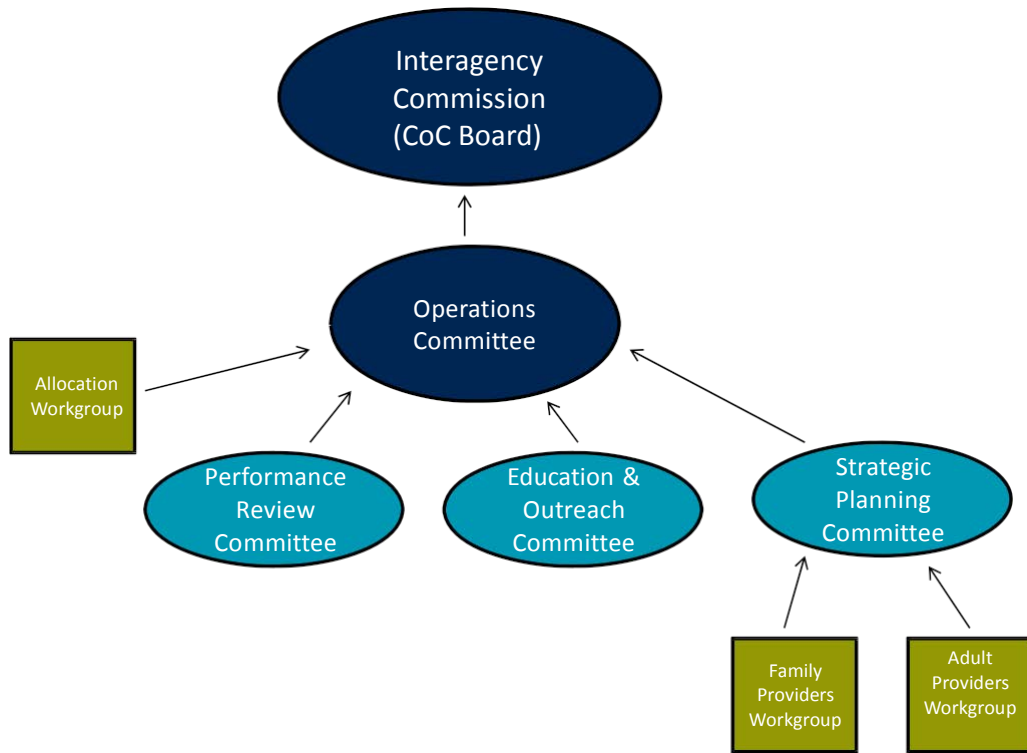 Interagency
Commission
(CoC Board)
Operations
Committee
Allocation
Workgroup
Performance
Review
Committee
Education &
Outreach
Committee
Strategic
Planning
Committee
Family
Providers
Workgroup
Adult
Providers
Workgroup